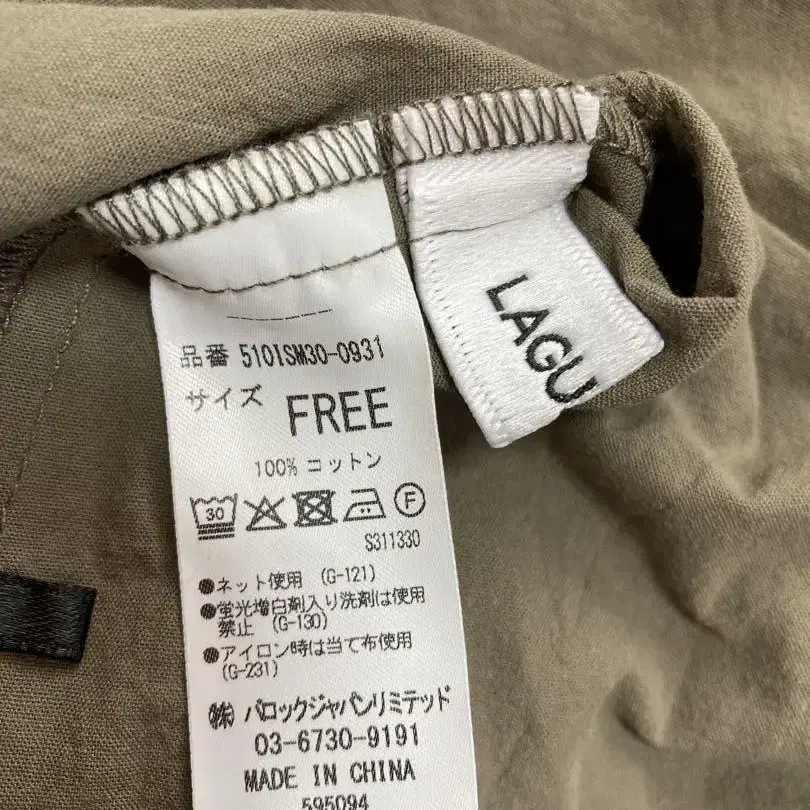 品番 510ISM30-0931
サイズ FREE
100% コットン
30 F
S311330
●ネット使用 (G-121)
●蛍光増白剤入り洗剤は使用
禁止 (G-130)
●アイロン時は当て布使用
(G-231)
㈱ バロックジャパンリミテッド
03-6730-9191
MADE IN CHINA
595094
LAGU